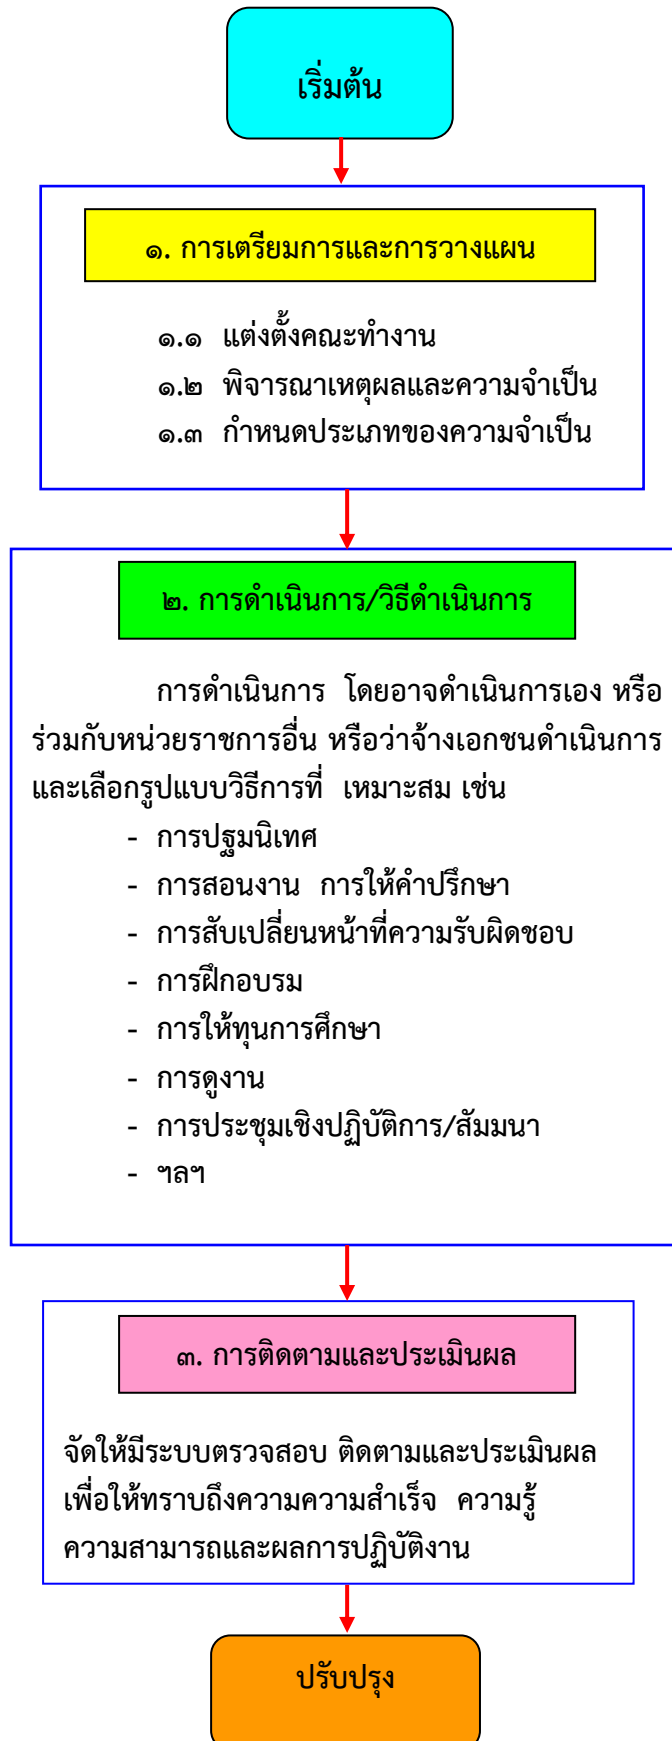 เริ่มต้น
๑. การเตรียมการและการวางแผน
๑.๑ แต่งตั้งคณะทำงาน
๑.๒ พิจารณาเหตุผลและความจำเป็น
๑.๓ กำหนดประเภทของความจำเป็น
๒. การดำเนินการ/วิธีดำเนินการ
การดำเนินการ โดยอาจดำเนินการเอง หรือ
ร่วมกับหน่วยราชการอื่น หรือว่าจ้างเอกชนดำเนินการ
และเลือกรูปแบบวิธีการที่ เหมาะสม เช่น
- การปฐมนิเทศ
- การสอนงาน การให้คำปรึกษา
- การสับเปลี่ยนหน้าที่ความรับผิดชอบ
- การฝึกอบรม
- การให้ทุนการศึกษา
- การดูงาน
- การประชุมเชิงปฏิบัติการ/สัมมนา
- ฯลฯ
๓. การติดตามและประเมินผล
จัดให้มีระบบตรวจสอบ ติดตามและประเมินผล
เพื่อให้ทราบถึงความความสำเร็จ ความรู้
ความสามารถและผลการปฏิบัติงาน
ปรับปรุง